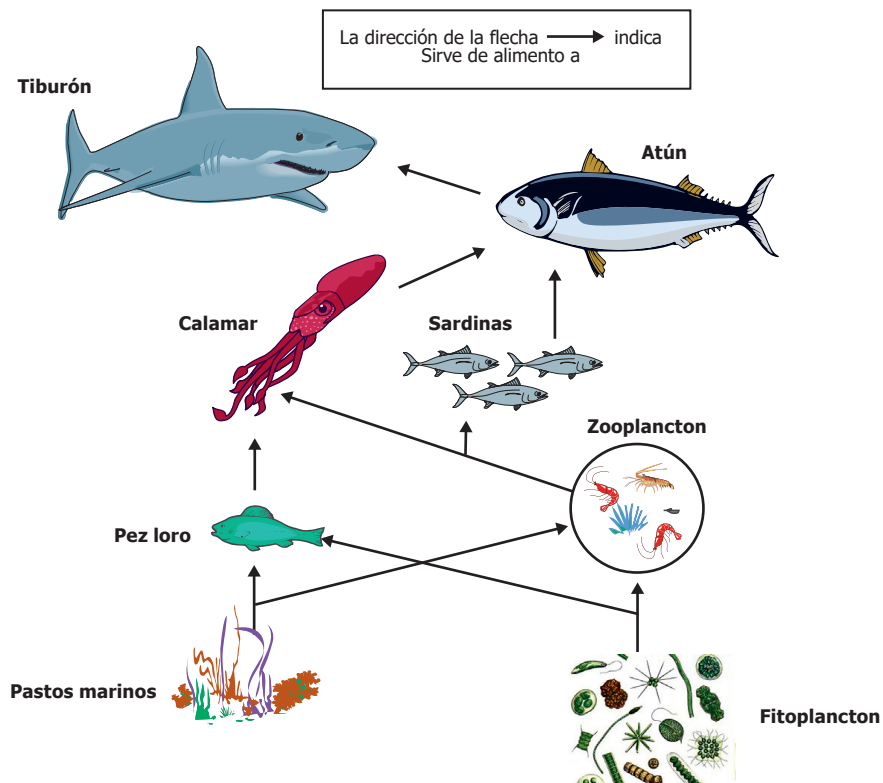 La dirección de la flecha indica
Sirve de alimento a
Tiburón
Atún
Calamar
Sardinas
Zooplancton
Pez loro
Pastos marinos
Fitoplancton